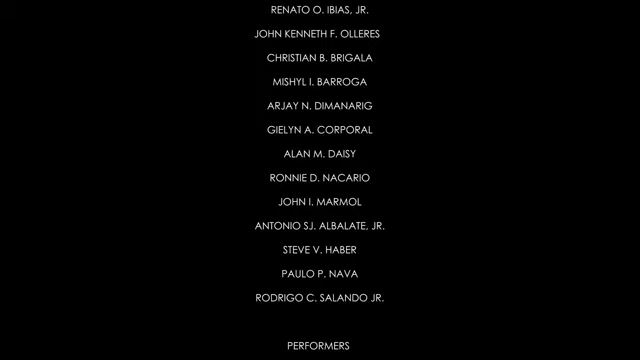 RENATO O. IBIAS, JR.
JOHN KENNETH F. OLLERES
CHRISTIAN B. BRIGALA
MISHYL I. BARROGA
ARJAY N, DIMANARIG
GIELYN A. CORPORAL
ALAN M. DAISY
RONNIE D. NACARIO
JOHN I. MARMOL
ANTONIO SJ. ALBALATE, JR.
STEVE V. HABER
PAULO P. NAVA
RODRIGO C. SALANDO JR.
PERFORMERS